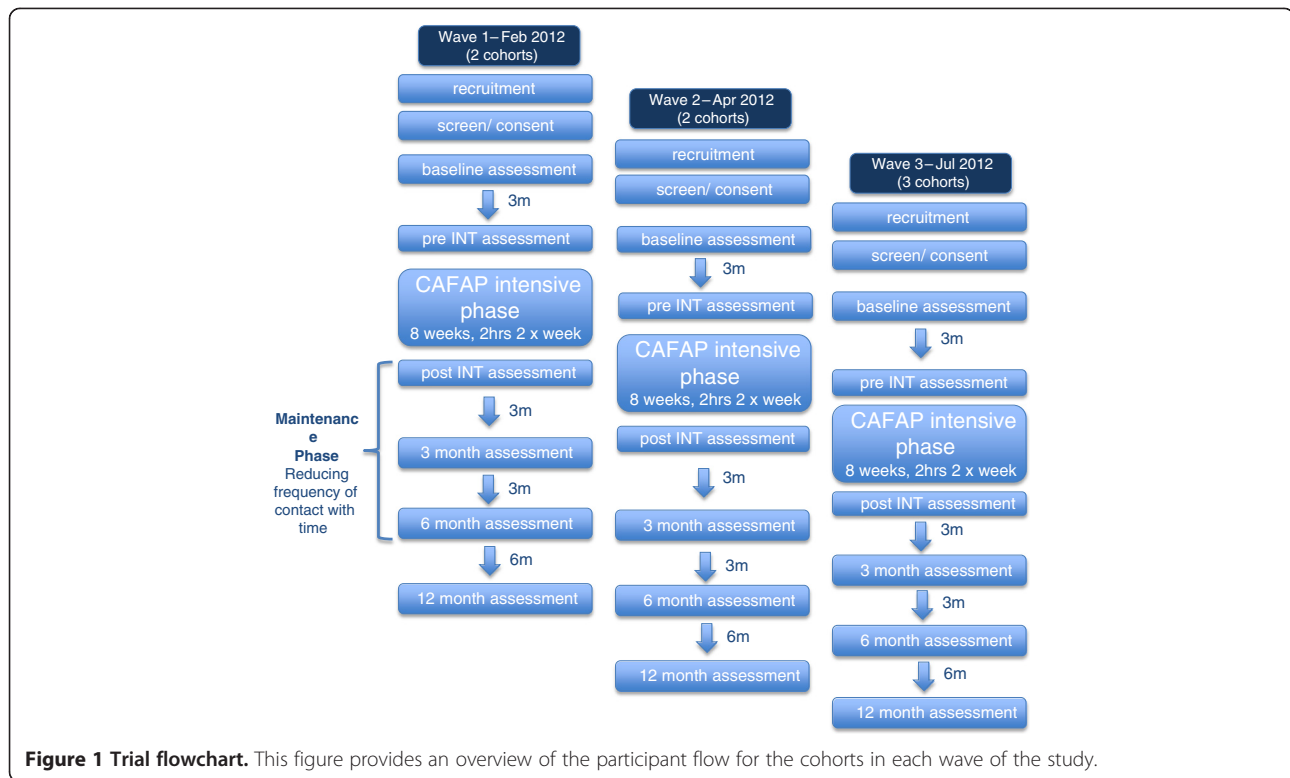 Wave 1–Feb 2012
(2 cohorts)
recruitment
screen/ consent
baseline assessment
3m
pre INT assessment
CAFAP intensive
phase
8 weeks, 2hrs 2 x week
post INT assessment
3m
3 month assessment
3m
6 month assessment
6m
12 month assessment
Maintenanc
e
Phase
Reducing
frequency of
contact with
time
Wave 2–Apr 2012
(2 cohorts)
recruitment
screen/ consent
baseline assessment
3m
pre INT assessment
CAFAP intensive
phase
8 weeks, 2hrs 2 x week
post INT assessment
3m
3 month assessment
3m
6 month assessment
6m
12 month assessment
Wave 3–Jul 2012
(3 cohorts)
recruitment
screen/ consent
baseline assessment
3m
pre INT assessment
CAFAP intensive
phase
8 weeks, 2hrs 2 x week
post INT assessment
3m
3 month assessment
3m
6 month assessment
6m
12 month assessment
Figure 1 Trial flowchart. This figure provides an overview of the participant flow for the cohorts in each wave of the study.